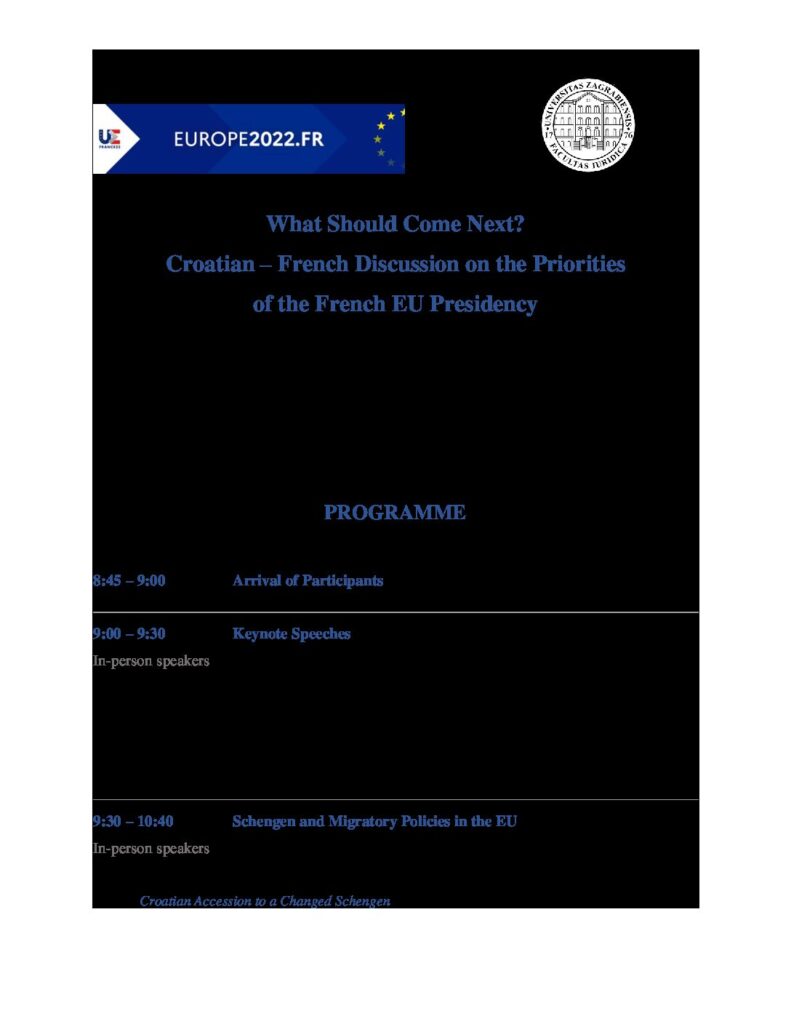 UE
FRANCE22
EUROPE2022.FR
UNIVERSITAS ZAGRABIENSIS
17 76
FACULTAS IURIDICA
What Should Come Next?
Croatian – French Discussion on the Priorities
of the French EU Presidency
PROGRAMME
8:45 – 9:00 Arrival of Participants
9:00 – 9:30 Keynote Speeches
In-person speakers
9:30 – 10:40 Schengen and Migratory Policies in the EU
In-person speakers
Croatian Accession to a Changed Schengen